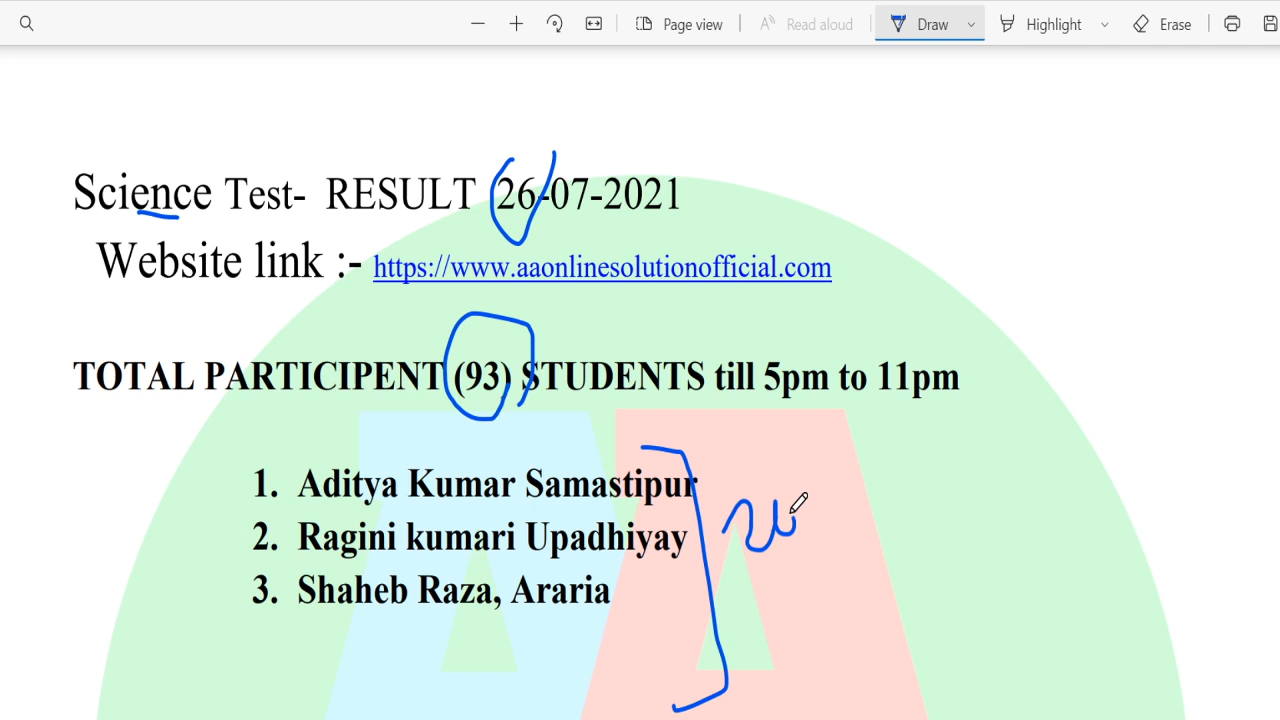 Page view Read aloud Draw Highlight Erase
Science Test- RESULT 26-07-2021
Website link :- https://www.aaonlinesolutionofficial.com
TOTAL PARTICIPENT (93) STUDENTS till 5pm to 11pm
1. Aditya Kumar Samastipur
2. Ragini kumari Upadhiyay
3. Shaheb Raza, Araria